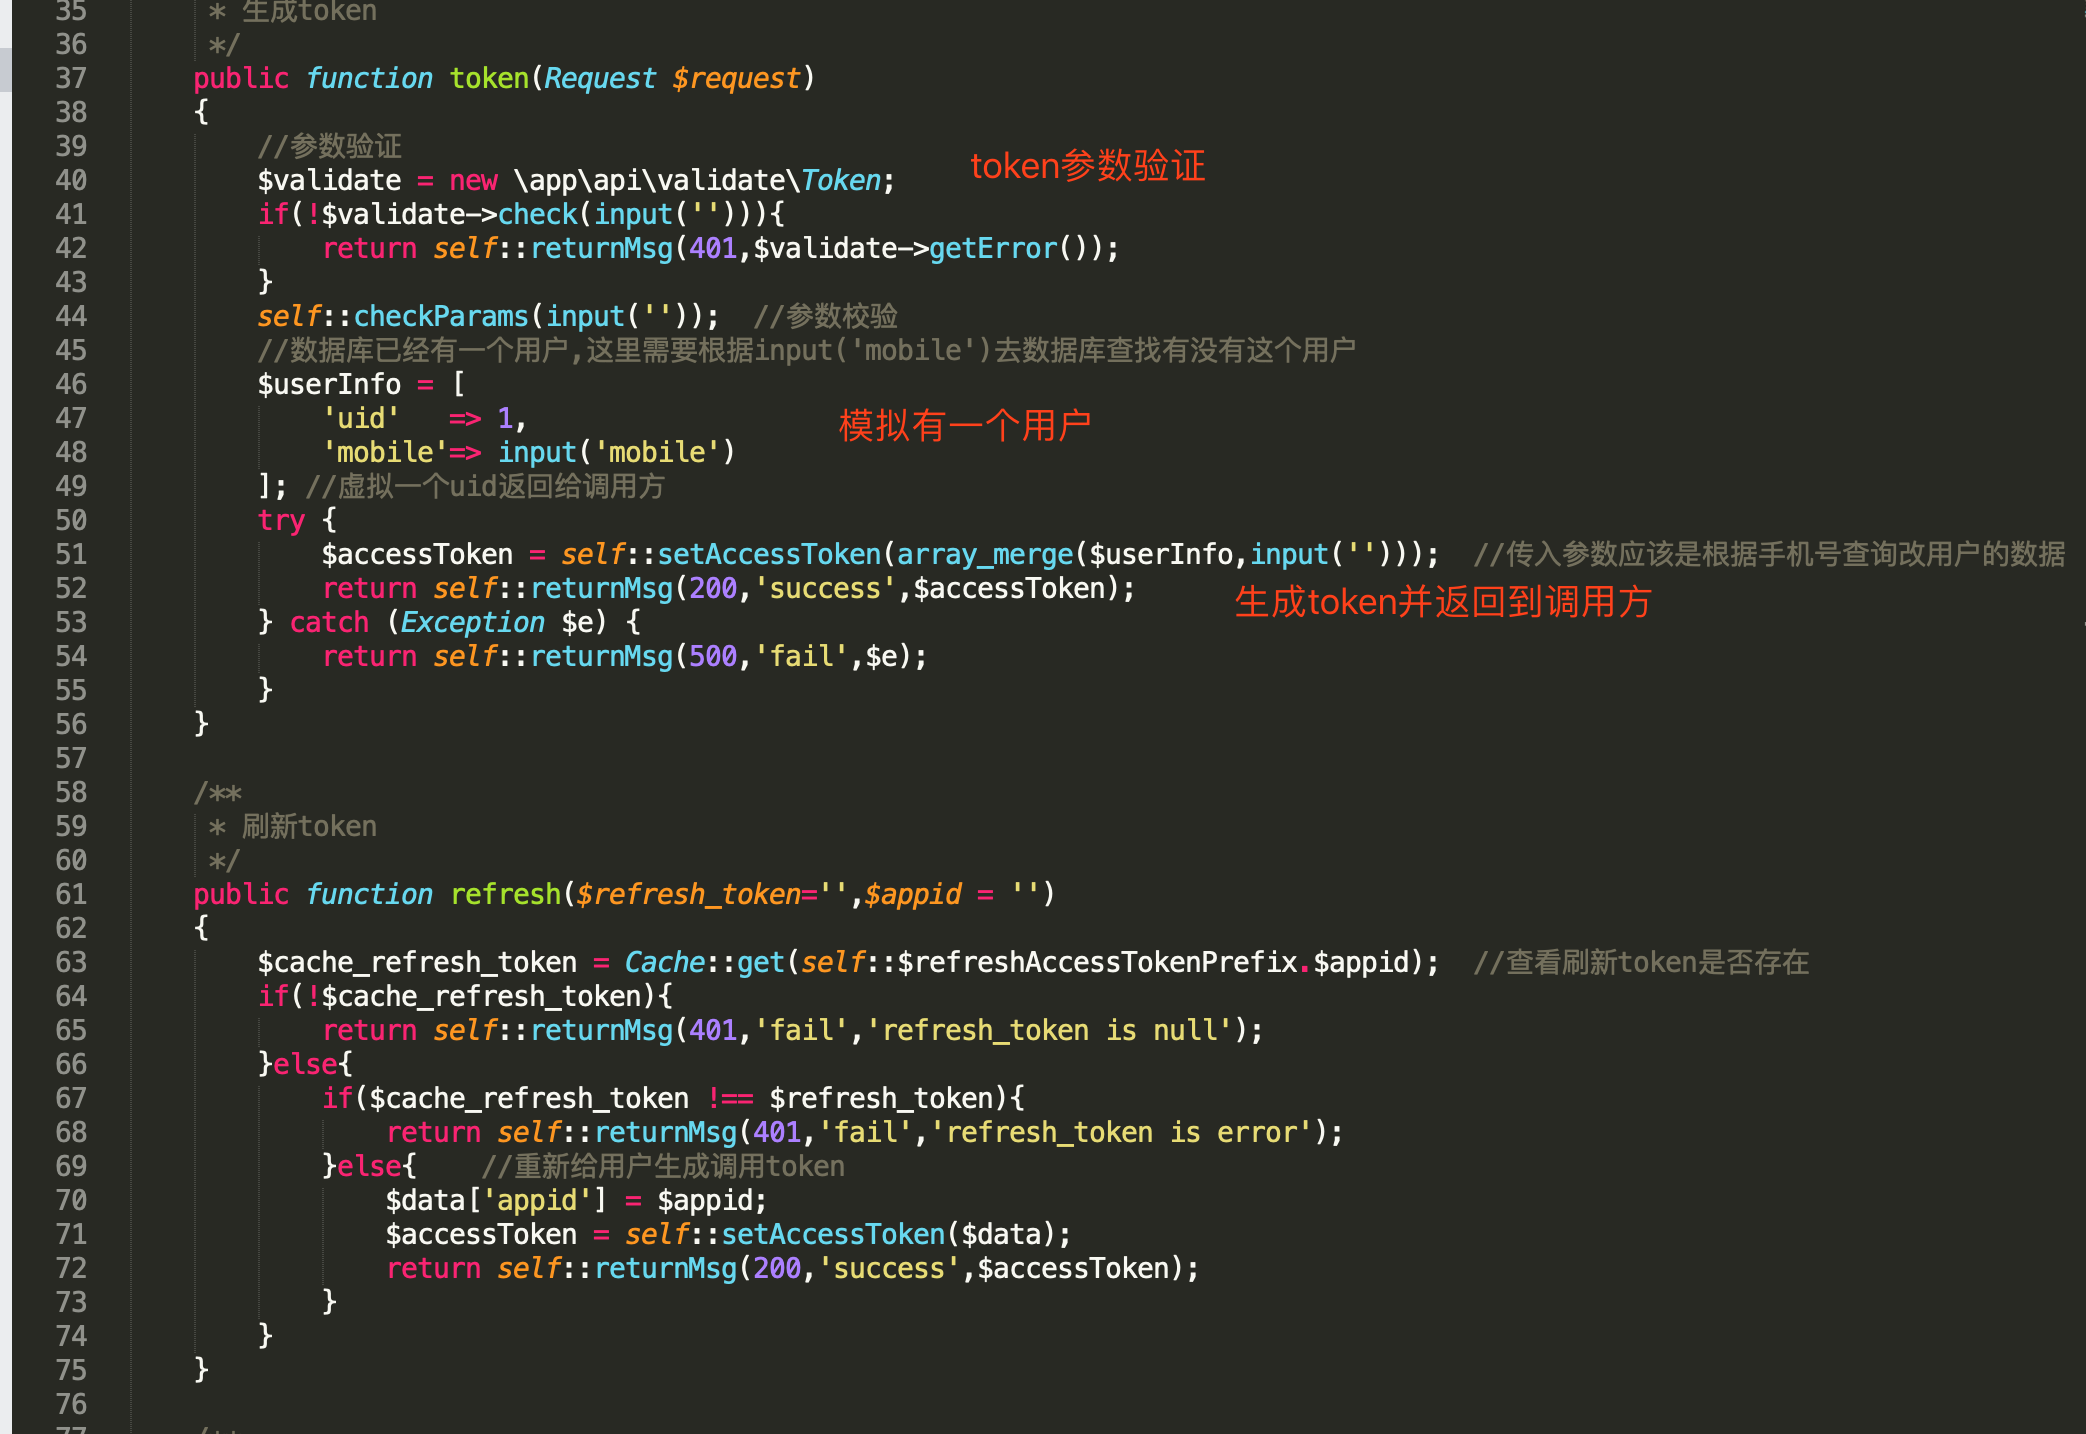 35 * 生成token
36 */
37 public function token(Request $request)
38 {
39 //参数验证
40 $validate = new \app\api\validate\Token; token参数验证
41 if(!$validate->check(input(''))){
42 return self::returnMsg(401,$validate->getError());
43 }
44 self::checkParams(input('')); //参数校验
45 //数据库已经有一个用户,这里需要根据input('mobile')去数据库查找有没有这个用户
46 $userInfo = [
47 'uid' => 1, 模拟有一个用户
48 'mobile'=> input('mobile')
49 ]; //虚拟一个uid返回给调用方
50 try {
51 $accessToken = self::setAccessToken(array_merge($userInfo,input(''))); //传入参数应该是根据手机号查询改用户的数据
52 return self::returnMsg(200,'success',$accessToken); 生成token并返回到调用方
53 } catch (Exception $e) {
54 return self::returnMsg(500,'fail',$e);
55 }
56 }
57
58 /**
59 * 刷新token
60 */
61 public function refresh($refresh_token='',$appid = '')
62 {
63 $cache_refresh_token = Cache::get(self::$refreshAccessTokenPrefix.$appid); //查看刷新token是否存在
64 if(!$cache_refresh_token){
65 return self::returnMsg(401,'fail','refresh_token is null');
66 }else{
67 if($cache_refresh_token !== $refresh_token){
68 return self::returnMsg(401,'fail','refresh_token is error');
69 }else{ //重新给用户生成调用token
70 $data['appid'] = $appid;
71 $accessToken = self::setAccessToken($data);
72 return self::returnMsg(200,'success',$accessToken);
73 }
74 }
75 }
76